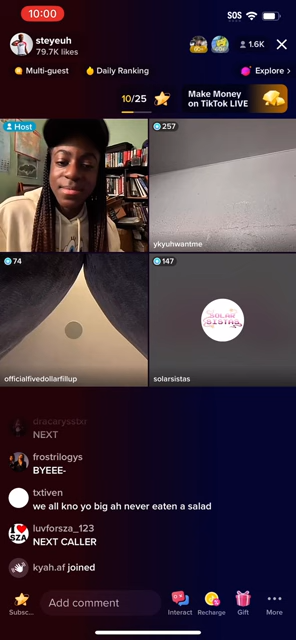 10:00
SOS
steyeuh
79.7K likes
1.6K
Multi-guest
Daily Ranking
Explore
10/25
Make Money
on TikTok LIVE
Host
257
ykyuhwantme
74
officialfivedollarfillup
147
SOLAR
SISTAS
solarsistas
dracarysstxr
NEXT
frostrilogys
BYEEE-
txtiven
we all kno yo big ah never eaten a salad
I
SZA
luvforsza_123
NEXT CALLER
kyah.af joined
Subsc...
Add comment
Interact
Recharge
Gift
More